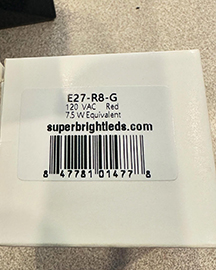 E27-R8-G
120 VAC Red
7.5 W Equivalent
superbrightleds.com
8 47781 01477 8